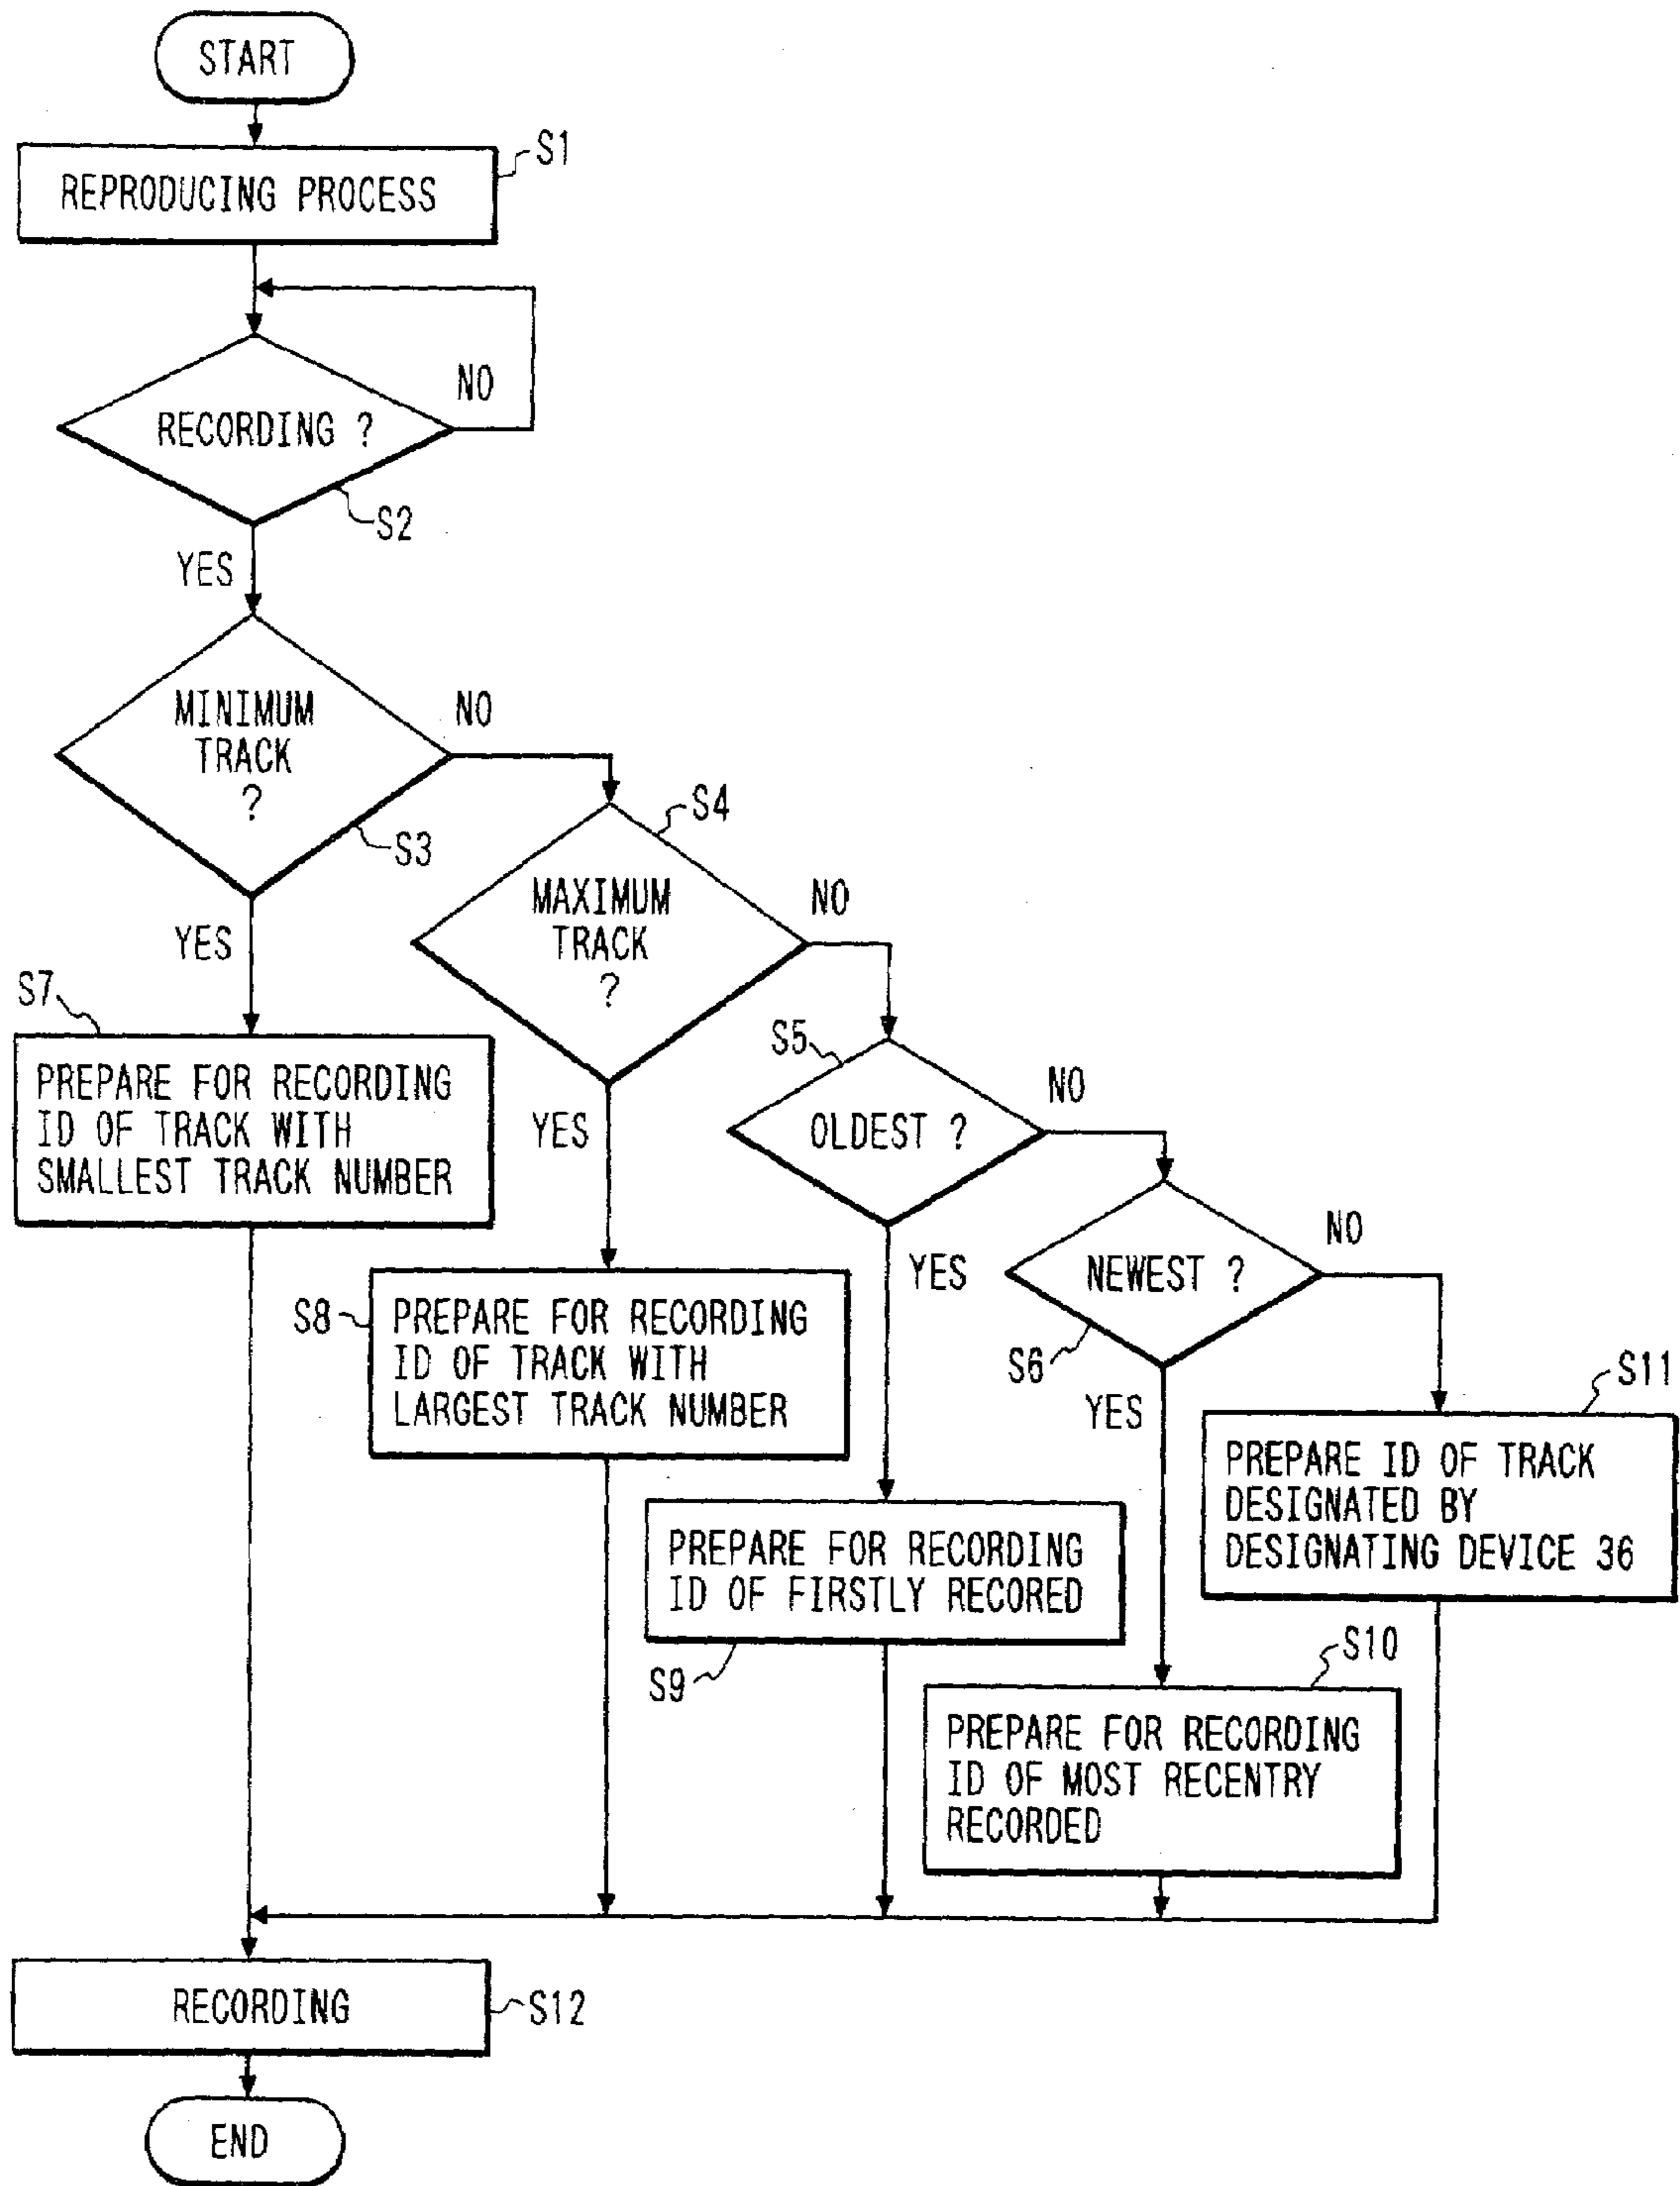 START
REPRODUCING PROCESS
S1
NO
RECORDING ?
S2
YES
MINIMUM
TRACK
?
NO
S3
YES
S4
MAXIMUM
TRACK
?
NO
YES
S5
OLDEST ?
NO
YES
NEWEST ?
NO
S6
YES
S7
PREPARE FOR RECORDING
ID OF TRACK WITH
SMALLEST TRACK NUMBER
S8
PREPARE FOR RECORDING
ID OF TRACK WITH
LARGEST TRACK NUMBER
PREPARE FOR RECORDING
ID OF FIRSTLY RECORED
S9
S10
PREPARE FOR RECORDING
ID OF MOST RECENTRY
RECORDED
S11
PREPARE ID OF TRACK
DESIGNATED BY
DESIGNATING DEVICE 36
RECORDING
S12
END